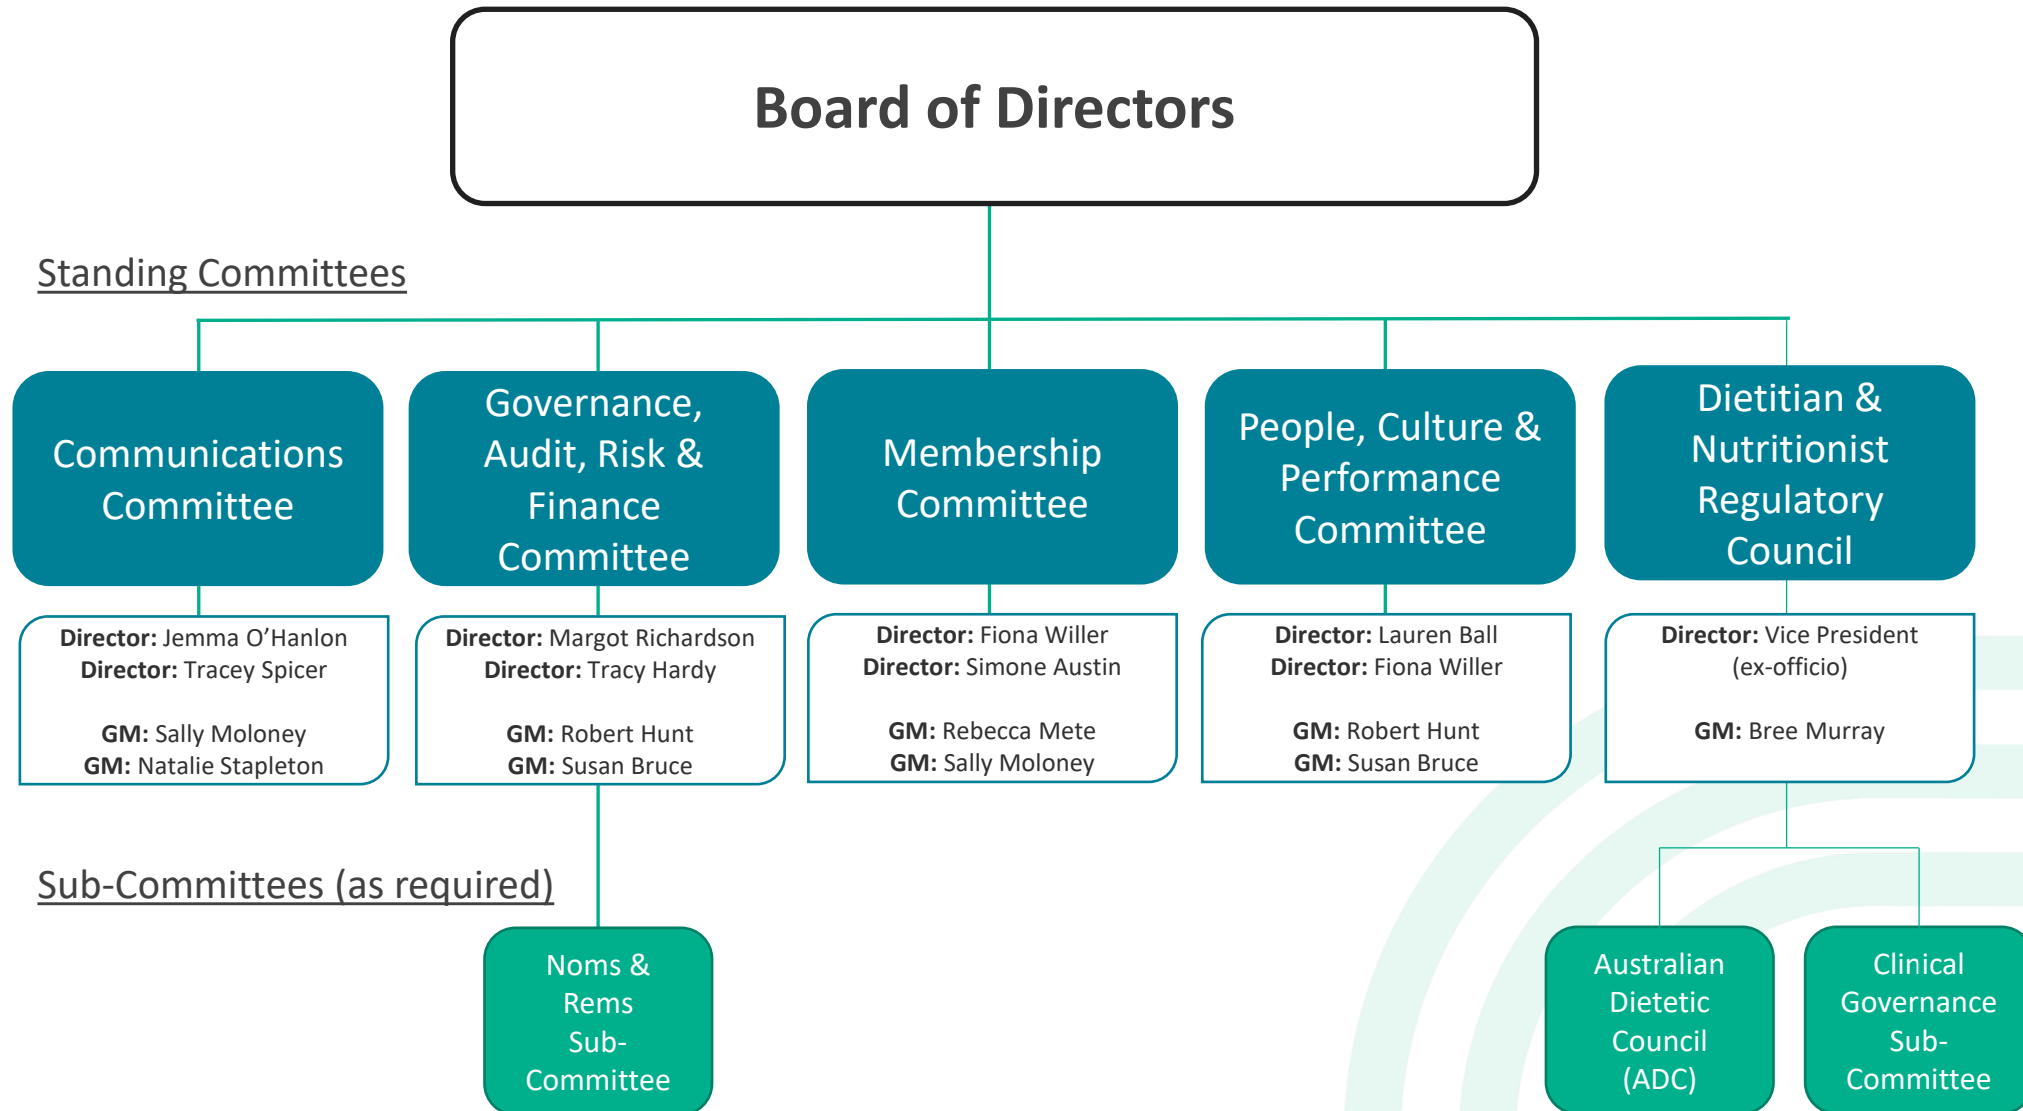 Board of Directors
Standing Committees
Communications
Committee
Governance,
Audit, Risk &
Finance
Committee
Membership
Committee
People, Culture &
Performance
Committee
Dietitian &
Nutritionist
Regulatory
Council
Director: Jemma O’Hanlon
Director: Tracey Spicer
GM: Sally Moloney
GM: Natalie Stapleton
Director: Margot Richardson
Director: Tracy Hardy
GM: Robert Hunt
GM: Susan Bruce
Director: Fiona Willer
Director: Simone Austin
GM: Rebecca Mete
GM: Sally Moloney
Director: Lauren Ball
Director: Fiona Willer
GM: Robert Hunt
GM: Susan Bruce
Director: Vice President
(ex-officio)
GM: Bree Murray
Sub-Committees (as required)
Noms &
Rems
Sub-
Committee
Australian
Dietetic
Council
(ADC)
Clinical
Governance
Sub-
Committee